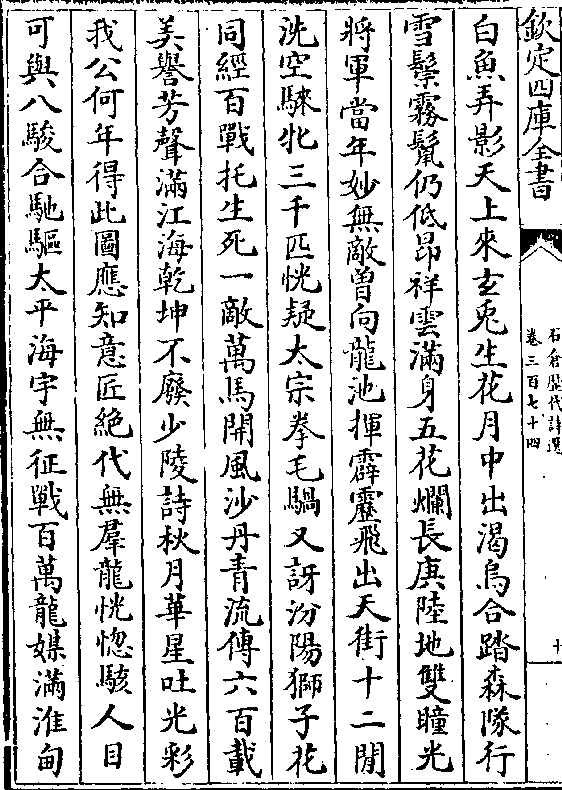 欽定四庫全書
石倉歷代詩選
卷三百七十四
十
白魚弄影天上來玄兎生花月中出渴烏合踏森隊行
雪鬃霧鬛仍低昂祥雲滿身五花爛長庚陸地雙瞳光
將軍當年妙無敵曽向龍池揮霹靂飛出天街十二閒
洗空騋牝三千匹恍疑太宗拳毛騧又訝汾陽獅子花
同經百戰托生死一敵萬馬開風沙丹青流傳六百載
美譽芳聲滿江海乾坤不廢少陵詩秋月華星吐光彩
我公何年得此圖應知意匠絶代無羣龍恍惚駭人目
可與八駿合馳驅太平海宇無征戰百萬龍媒滿淮甸